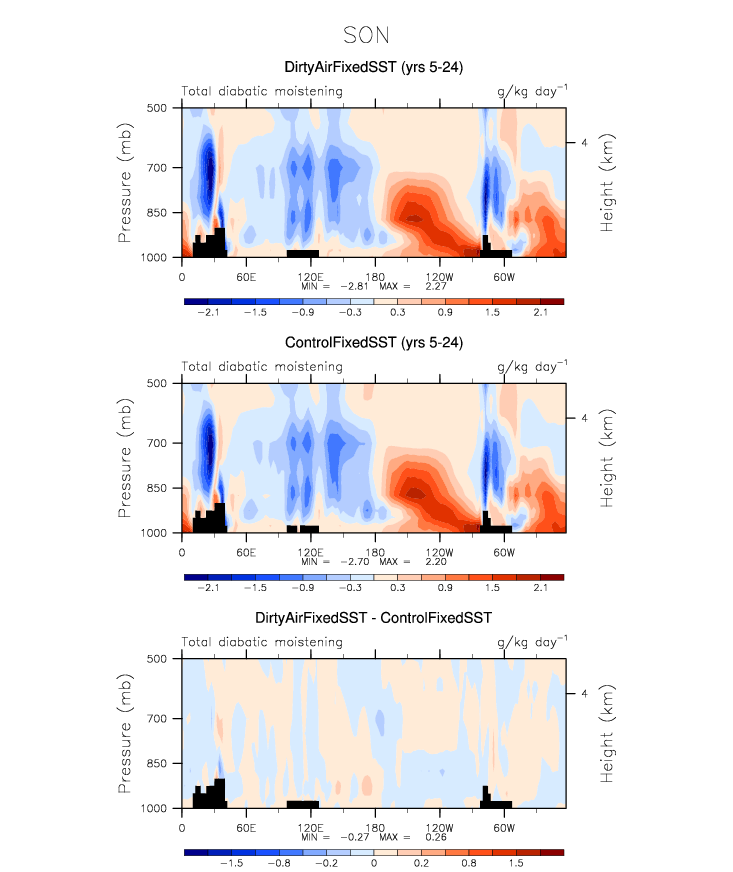 SON
DirtyAirFixedSST (yrs 5-24)
Total diabatic moistening g/kg day⁻¹
Pressure (mb)
500
700
850
1000
4
Height (km)
0 60E 120E 180 120W 60W
MIN = -2.81 MAX = 2.27
-2.1 -1.5 -0.9 -0.3 0.3 0.9 1.5 2.1
ControlFixedSST (yrs 5-24)
Total diabatic moistening g/kg day⁻¹
Pressure (mb)
500
700
850
1000
4
Height (km)
0 60E 120E 180 120W 60W
MIN = -2.70 MAX = 2.20
-2.1 -1.5 -0.9 -0.3 0.3 0.9 1.5 2.1
DirtyAirFixedSST - ControlFixedSST
Total diabatic moistening g/kg day⁻¹
Pressure (mb)
500
700
850
1000
4
Height (km)
0 60E 120E 180 120W 60W
MIN = -0.27 MAX = 0.26
-1.5 -0.8 -0.2 0 0.2 0.8 1.5